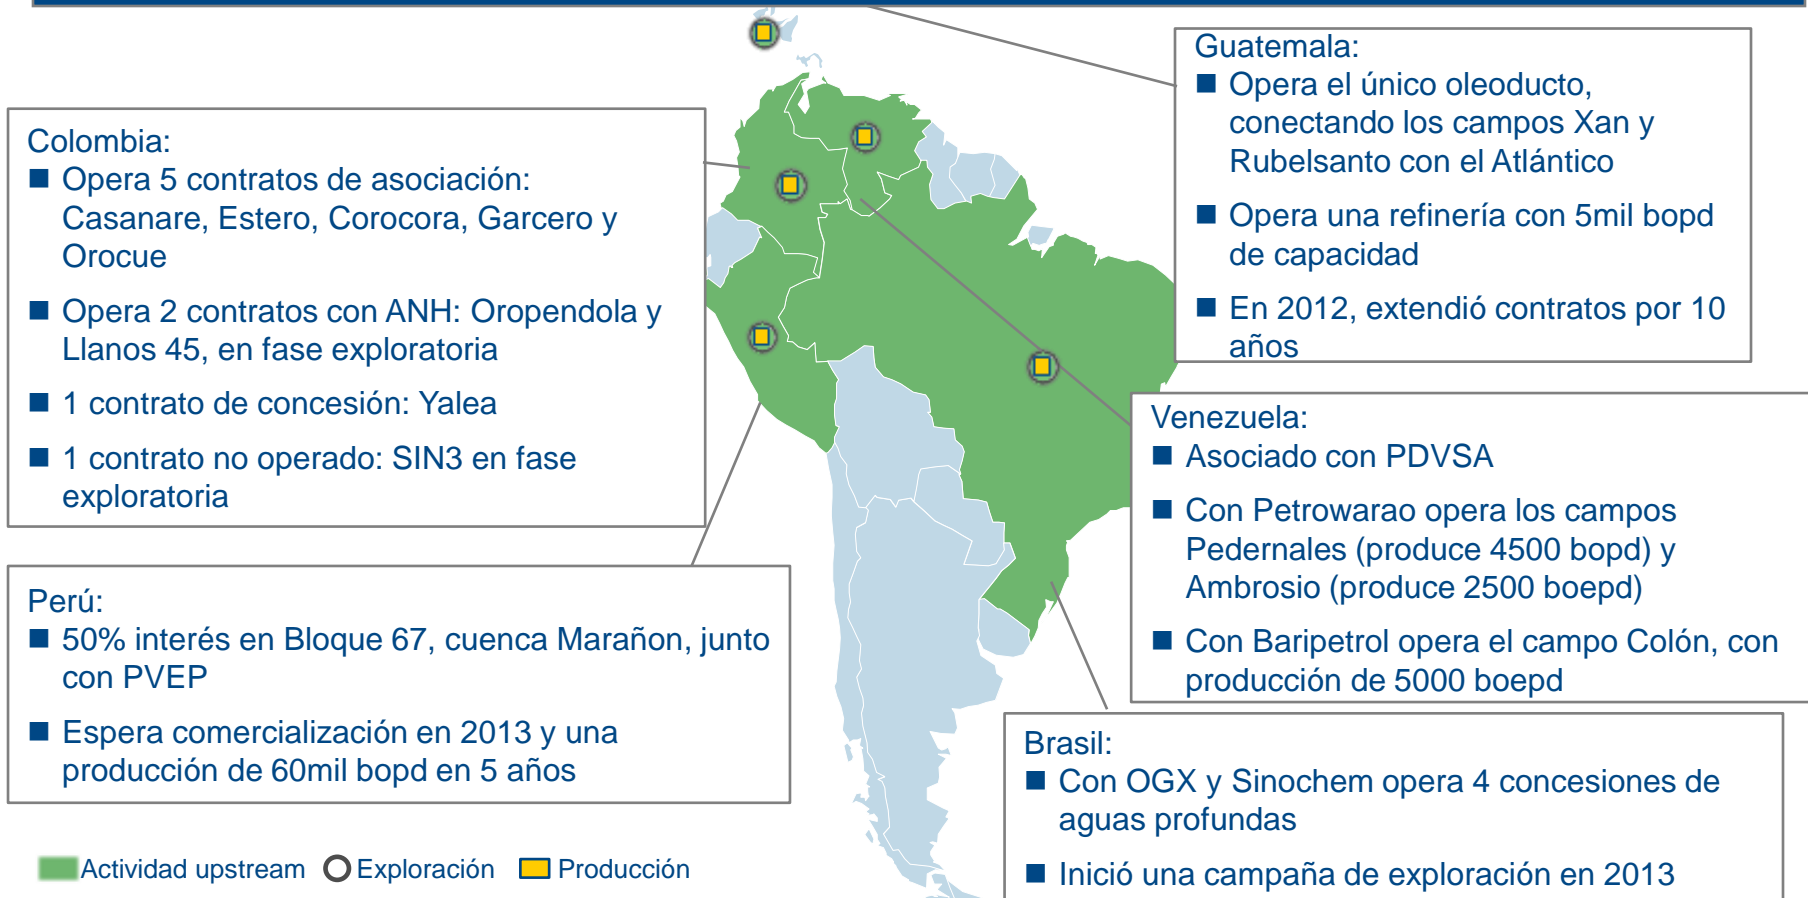 Colombia:
Opera 5 contratos de asociación:
Casanare, Estero, Corocora, Garcero y
Orocue
Opera 2 contratos con ANH: Oropendola y
Llanos 45, en fase exploratoria
1 contrato de concesión: Yalea
1 contrato no operado: SIN3 en fase
exploratoria
Perú:
50% interés en Bloque 67, cuenca Marañon, junto
con PVEP
Espera comercialización en 2013 y una
producción de 60mil bopd en 5 años
Actividad upstream
Exploración
Producción
Guatemala:
Opera el único oleoducto,
conectando los campos Xan y
Rubelsanto con el Atlántico
Opera una refinería con 5mil bopd
de capacidad
En 2012, extendió contratos por 10
años
Venezuela:
Asociado con PDVSA
Con Petrowarao opera los campos
Pedernales (produce 4500 bopd) y
Ambrosio (produce 2500 boepd)
Con Baripetrol opera el campo Colón, con
producción de 5000 boepd
Brasil:
Con OGX y Sinochem opera 4 concesiones de
aguas profundas
Inició una campaña de exploración en 2013